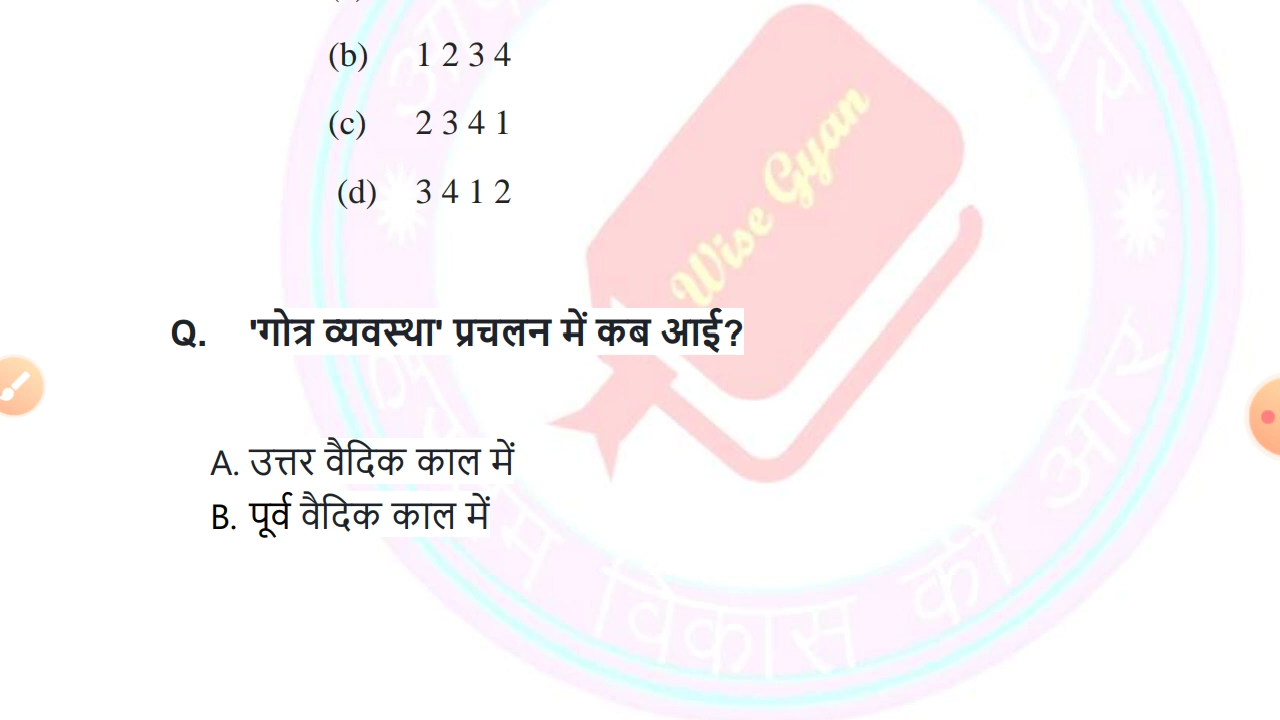 (b) 1 2 3 4
(c) 2 3 4 1
(d) 3 4 1 2
Wise Gyan
Q. 'गोत्र व्यवस्था' प्रचलन में कब आई?
A. उत्तर वैदिक काल में
B. पूर्व वैदिक काल में
विकास की ओर